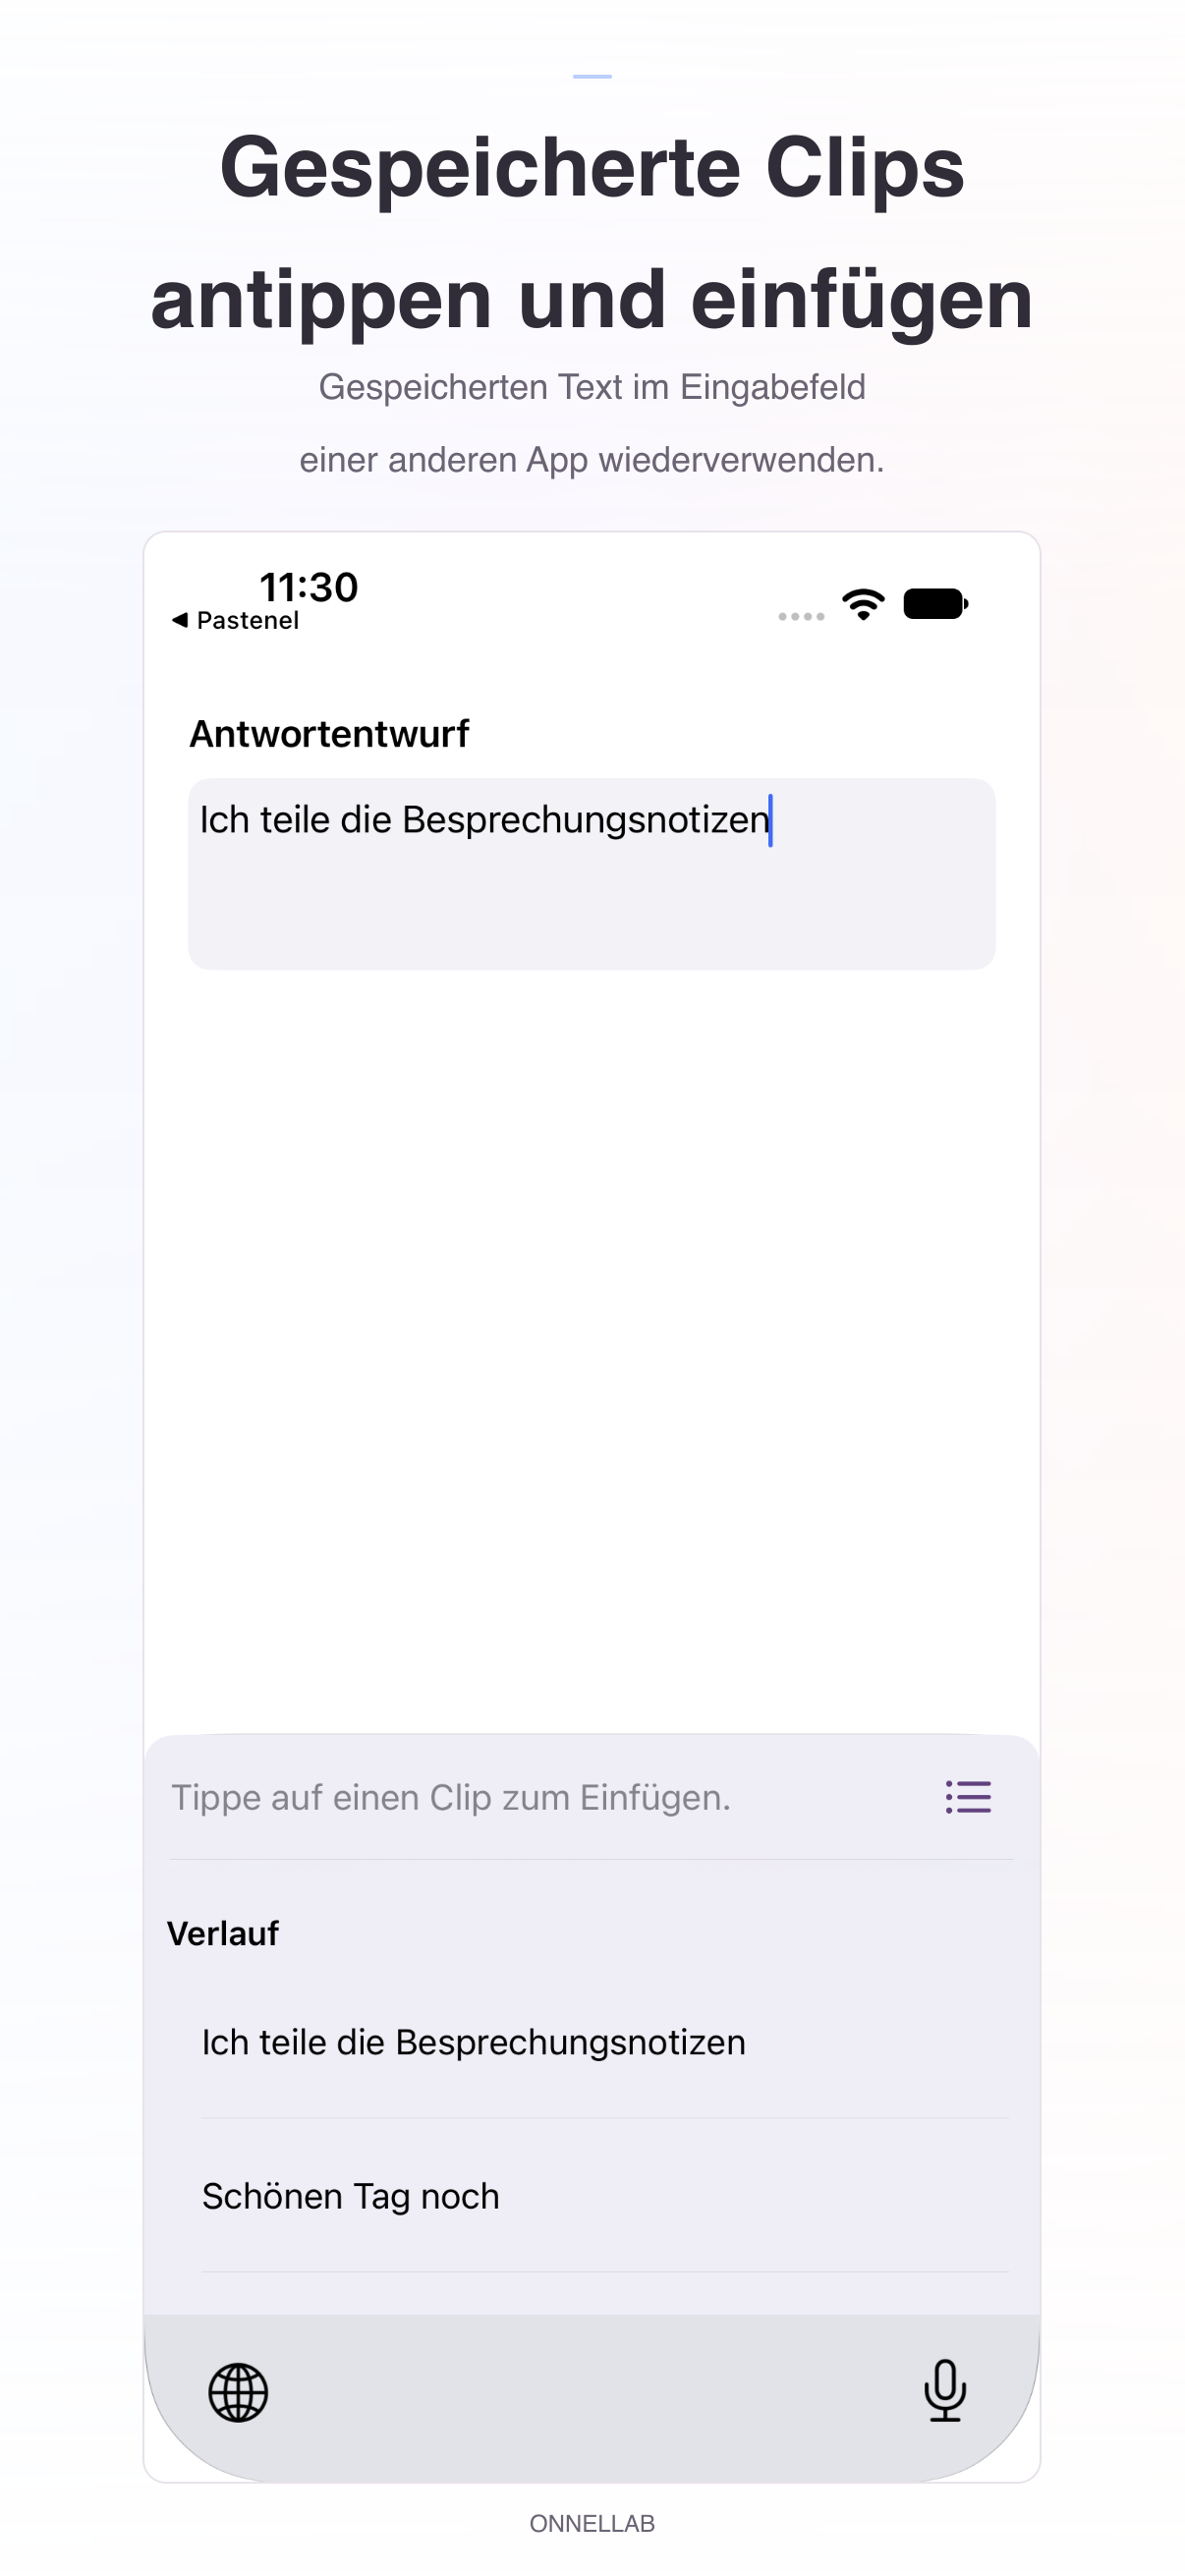 Gespeicherte Clips
antippen und einfügen
Gespeicherten Text im Eingabefeld
einer anderen App wiederverwenden.
11:30
◀ Pastenel
Antwortentwurf
Ich teile die Besprechungsnotizen
Tippe auf einen Clip zum Einfügen.
Verlauf
Ich teile die Besprechungsnotizen
Schönen Tag noch
ONNELLAB